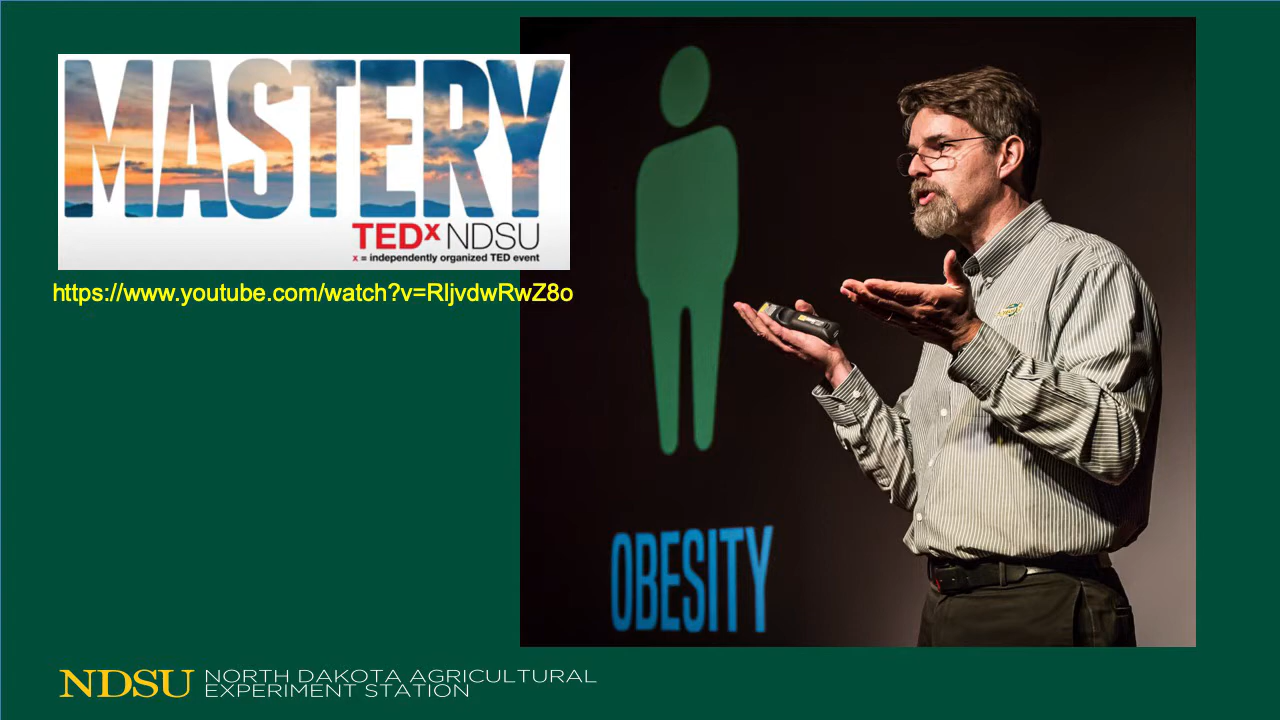 MASTERY
TEDx NDSU
x = independently organized TED event
https://www.youtube.com/watch?v=RljvdwRwZ8o
OBESITY
NDSU NORTH DAKOTA AGRICULTURAL
EXPERIMENT STATION